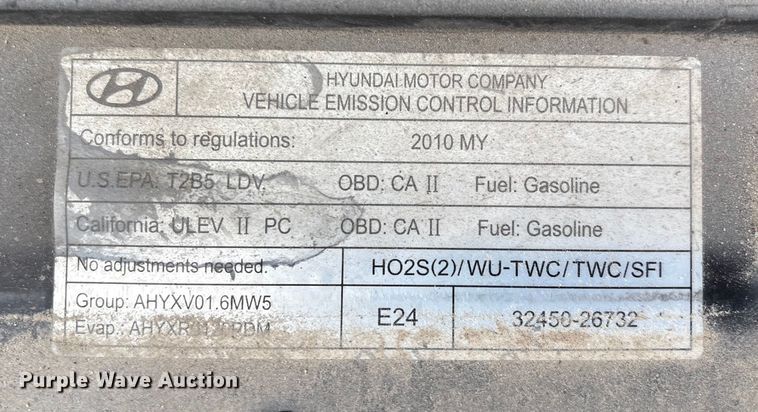 HYUNDAI MOTOR COMPANY
VEHICLE EMISSION CONTROL INFORMATION
Conforms to regulations: 2010 MY
U.S.EPA: T2B5 LDV. OBD: CA II Fuel: Gasoline
California: ULEV II PC OBD: CA II Fuel: Gasoline
No adjustments needed. HO2S(2)/WU-TWC/TWC/SFI
Group: AHYXV01.6MW5
Evap.:
E24 32450-26732
Purple Wave Auction